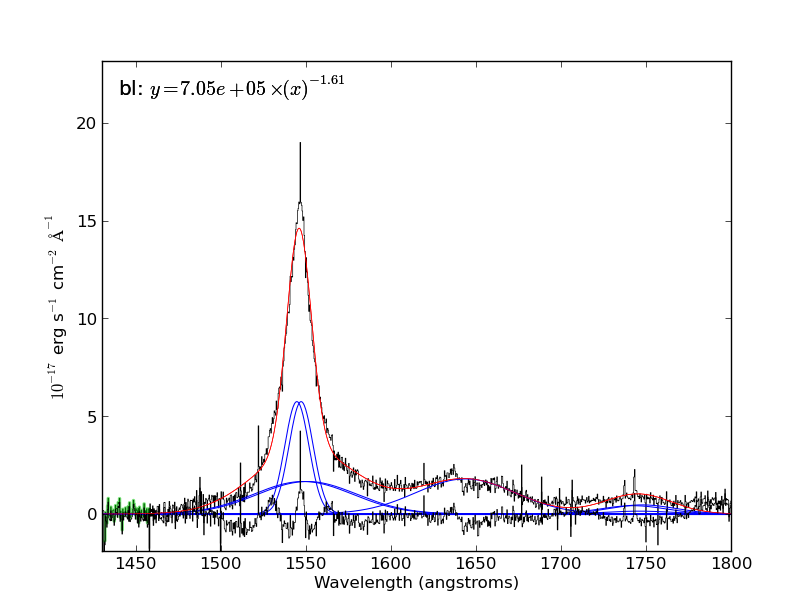 bl: y=7.05e+05×(x)^−1.61
20
15
10
5
0
10^−17 erg s^−1 cm^−2 Å^−1
1450 1500 1550 1600 1650 1700 1750 1800
Wavelength (angstroms)